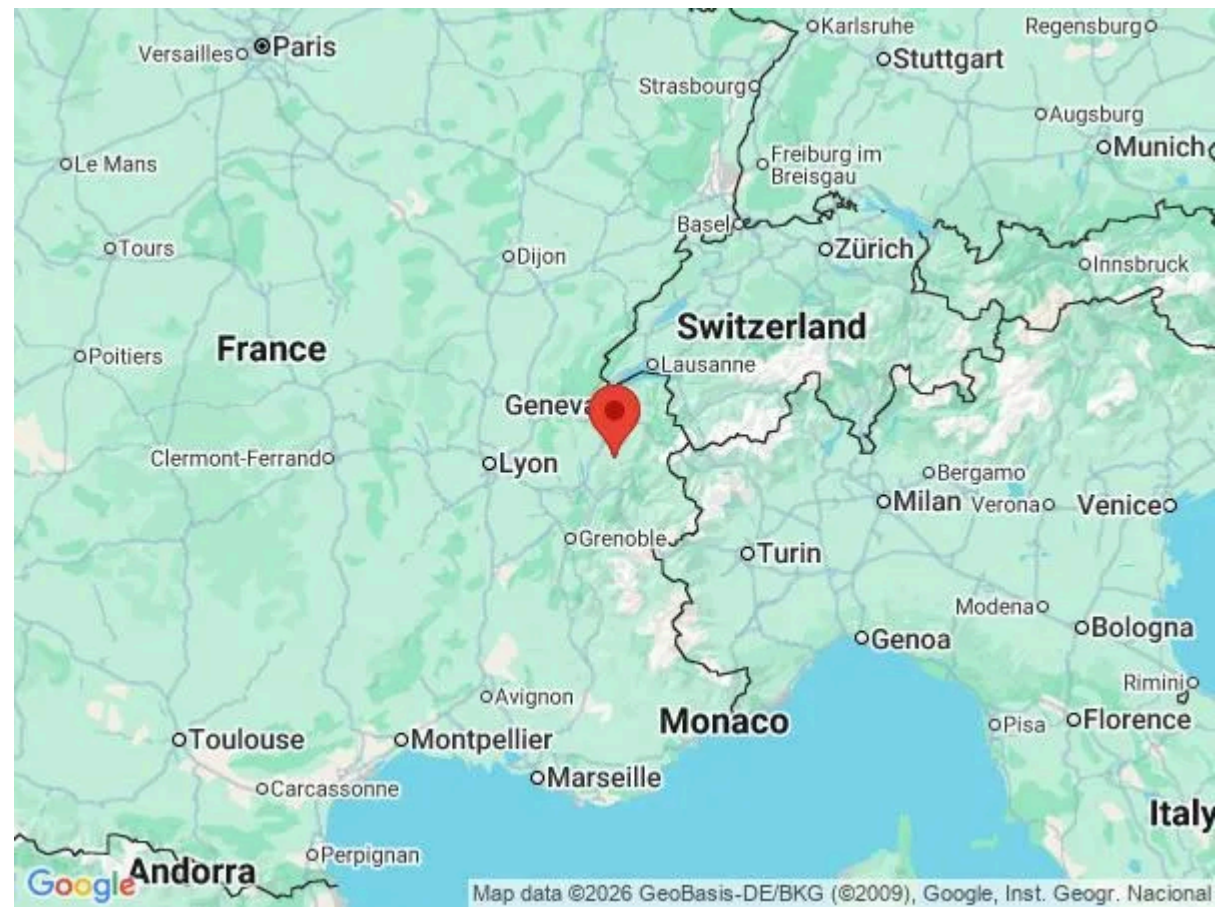 Karlsruhe
Regensburg
Paris
Versailles
Stuttgart
Strasbourg
Augsburg
Munich
Le Mans
Freiburg im
Breisgau
Basel
Tours
Dijon
Zürich
Innsbruck
Switzerland
France
Poitiers
Lausanne
Geneva
Clermont-Ferrand
Lyon
Bergamo
Milan
Verona
Venice
Grenoble
Turin
Modena
Bologna
Genoa
Rimini
Avignon
Monaco
Pisa
Florence
Toulouse
Montpellier
Marseille
Carcassonne
Italy
Perpignan
Andorra
Google
Map data ©2026 GeoBasis-DE/BKG (©2009), Google, Inst. Geogr. Nacional